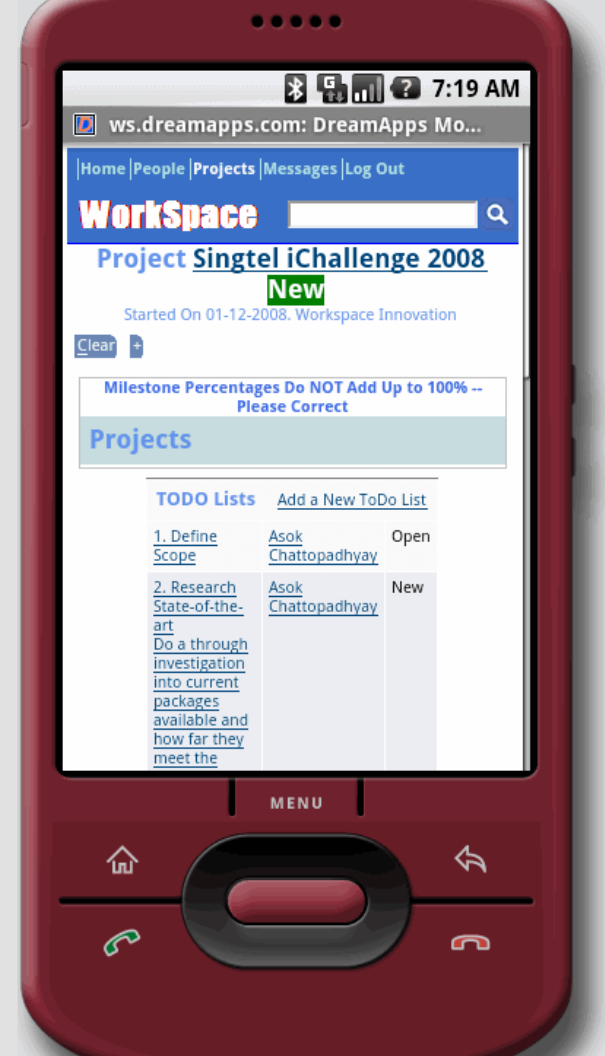 7:19 AM
ws.dreamapps.com: DreamApps Mo...
Home|People|Projects|Messages|Log Out
WorkSpace
Project Singtel iChallenge 2008
New
Started On 01-12-2008. Workspace Innovation
Clear +
Milestone Percentages Do NOT Add Up to 100% --
Please Correct
Projects
TODO Lists Add a New ToDo List
1. Define Asok Open
Scope Chattopadhyay
2. Research Asok New
State-of-the- Chattopadhyay
art
Do a through
investigation
into current
packages
available and
how far they
meet the
MENU